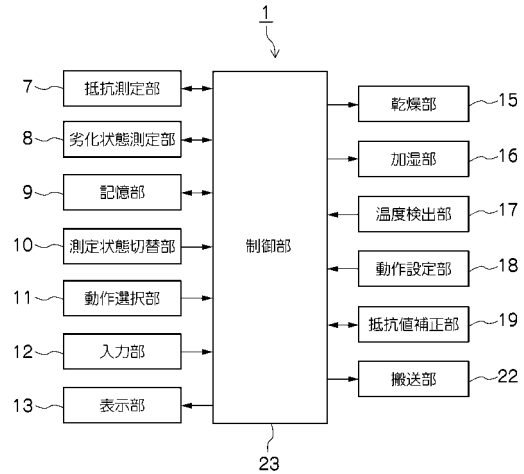 1
7 抵抗測定部
8 劣化状態測定部
9 記憶部
10 測定状態切替部
11 動作選択部
12 入力部
13 表示部
制御部
23
乾燥部 15
加湿部 16
温度検出部 17
動作設定部 18
抵抗値補正部 19
搬送部 22